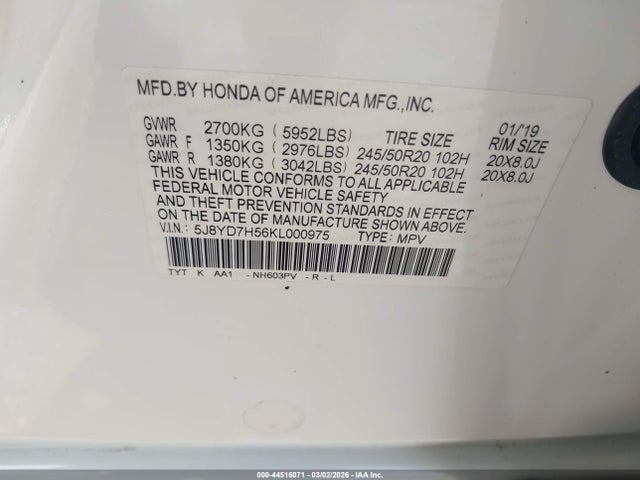 MFD.BY HONDA OF AMERICA MFG.,INC.
01/'19
GVWR 2700KG ( 5952LBS) TIRE SIZE RIM SIZE
GAWR F 1350KG ( 2976LBS) 245/50R20 102H 20X8.0J
GAWR R 1380KG ( 3042LBS) 245/50R20 102H 20X8.0J
THIS VEHICLE CONFORMS TO ALL APPLICABLE
FEDERAL MOTOR VEHICLE SAFETY
AND THEFT PREVENTION STANDARDS IN EFFECT
ON THE DATE OF MANUFACTURE SHOWN ABOVE.
V.I.N.: 5J8YD7H56KL000975 TYPE: MPV
TYT K AA1 - NH603PV - R - L
000-44516071 - 03/02/2026 - IAA Inc.